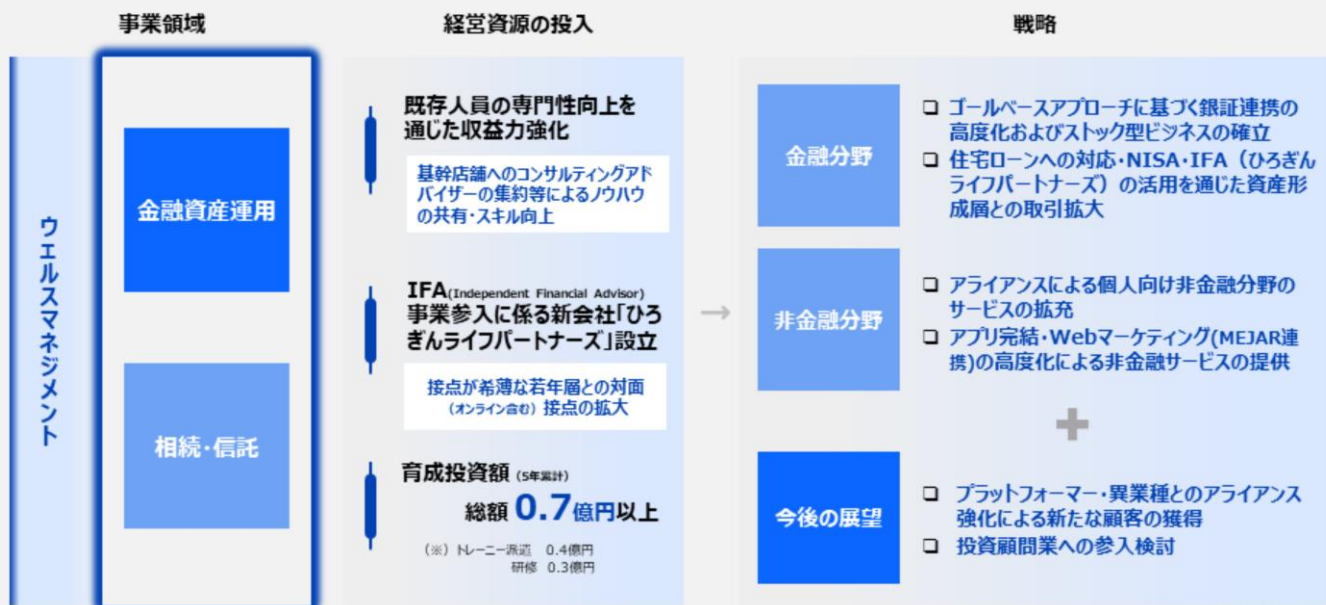 事業領域
経営資源の投入
戦略
ウェルスマネジメント
金融資産運用
相続・信託
既存人員の専門性向上を
通じた収益力強化
基幹店舗へのコンサルティングアド
バイザーの集約等によるノウハウ
の共有・スキル向上
IFA(Independent Financial Advisor)
事業参入に係る新会社「ひろ
ぎんライフパートナーズ」設立
接点が希薄な若年層との対面
(オンライン含む) 接点の拡大
育成投資額 (5年累計)
総額 0.7億円以上
(※) トレーニー派遣 0.4億円
研修 0.3億円
→
金融分野
❏ ゴールベースアプローチに基づく銀証連携の
高度化およびストック型ビジネスの確立
❏ 住宅ローンへの対応・NISA・IFA（ひろぎん
ライフパートナーズ）の活用を通じた資産形
成層との取引拡大
非金融分野
❏ アライアンスによる個人向け非金融分野の
サービスの拡充
❏ アプリ完結・Webマーケティング(MEJAR連
携)の高度化による非金融サービスの提供
+
今後の展望
❏ プラットフォーマー・異業種とのアライアンス
強化による新たな顧客の獲得
❏ 投資顧問業への参入検討